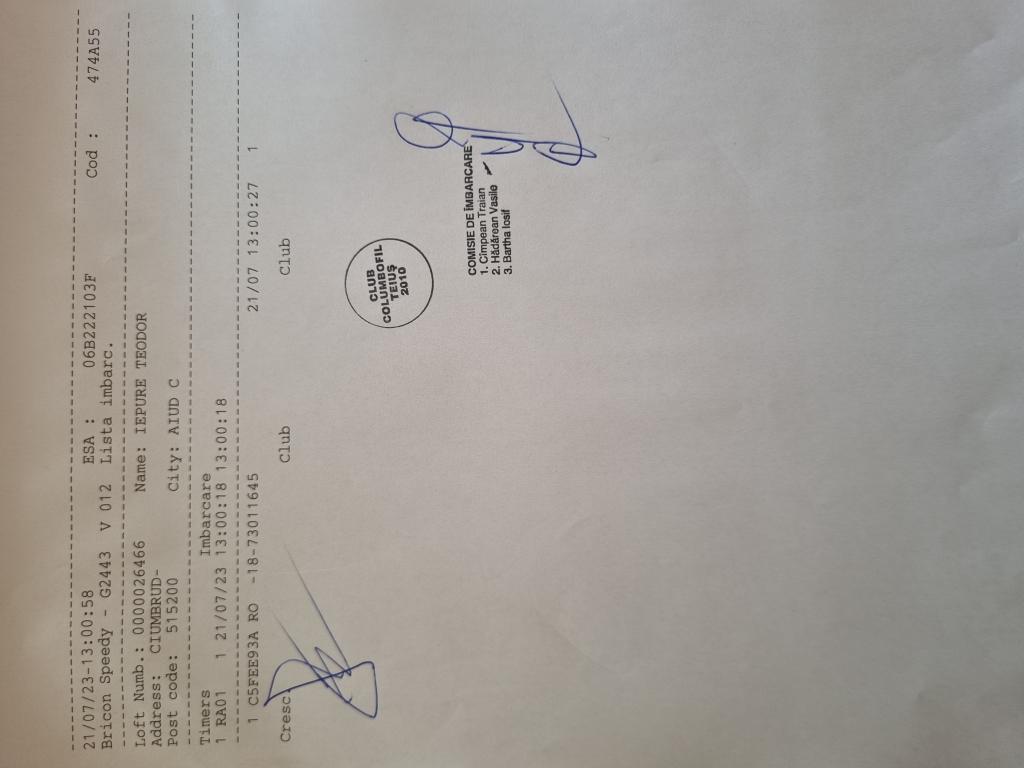 --------------------------------------------------------------------------------
21/07/23-13:00:58 ESA : 06B222103F Cod : 474A55
Bricon Speedy - G2443 V 012 Lista imbarc.
--------------------------------------------------------------------------------
Loft Numb.: 0000026466 Name: IEPURE TEODOR
Address: CIUMBRUD-
Post code: 515200 City: AIUD C
--------------------------------------------------------------------------------
Timers Imbarcare
1 RA01 1 21/07/23 13:00:18 13:00:18
--------------------------------------------------------------------------------
1 C5FEE93A RO -18-73011645 21/07 13:00:27 1
Cresc. Club Club
CLUB
COLUMBOFIL
TEIUŞ
2010
COMISIE DE ÎMBARCARE
1. Cîmpean Traian
2. Hădărean Vasile
3. Bartha Iosif